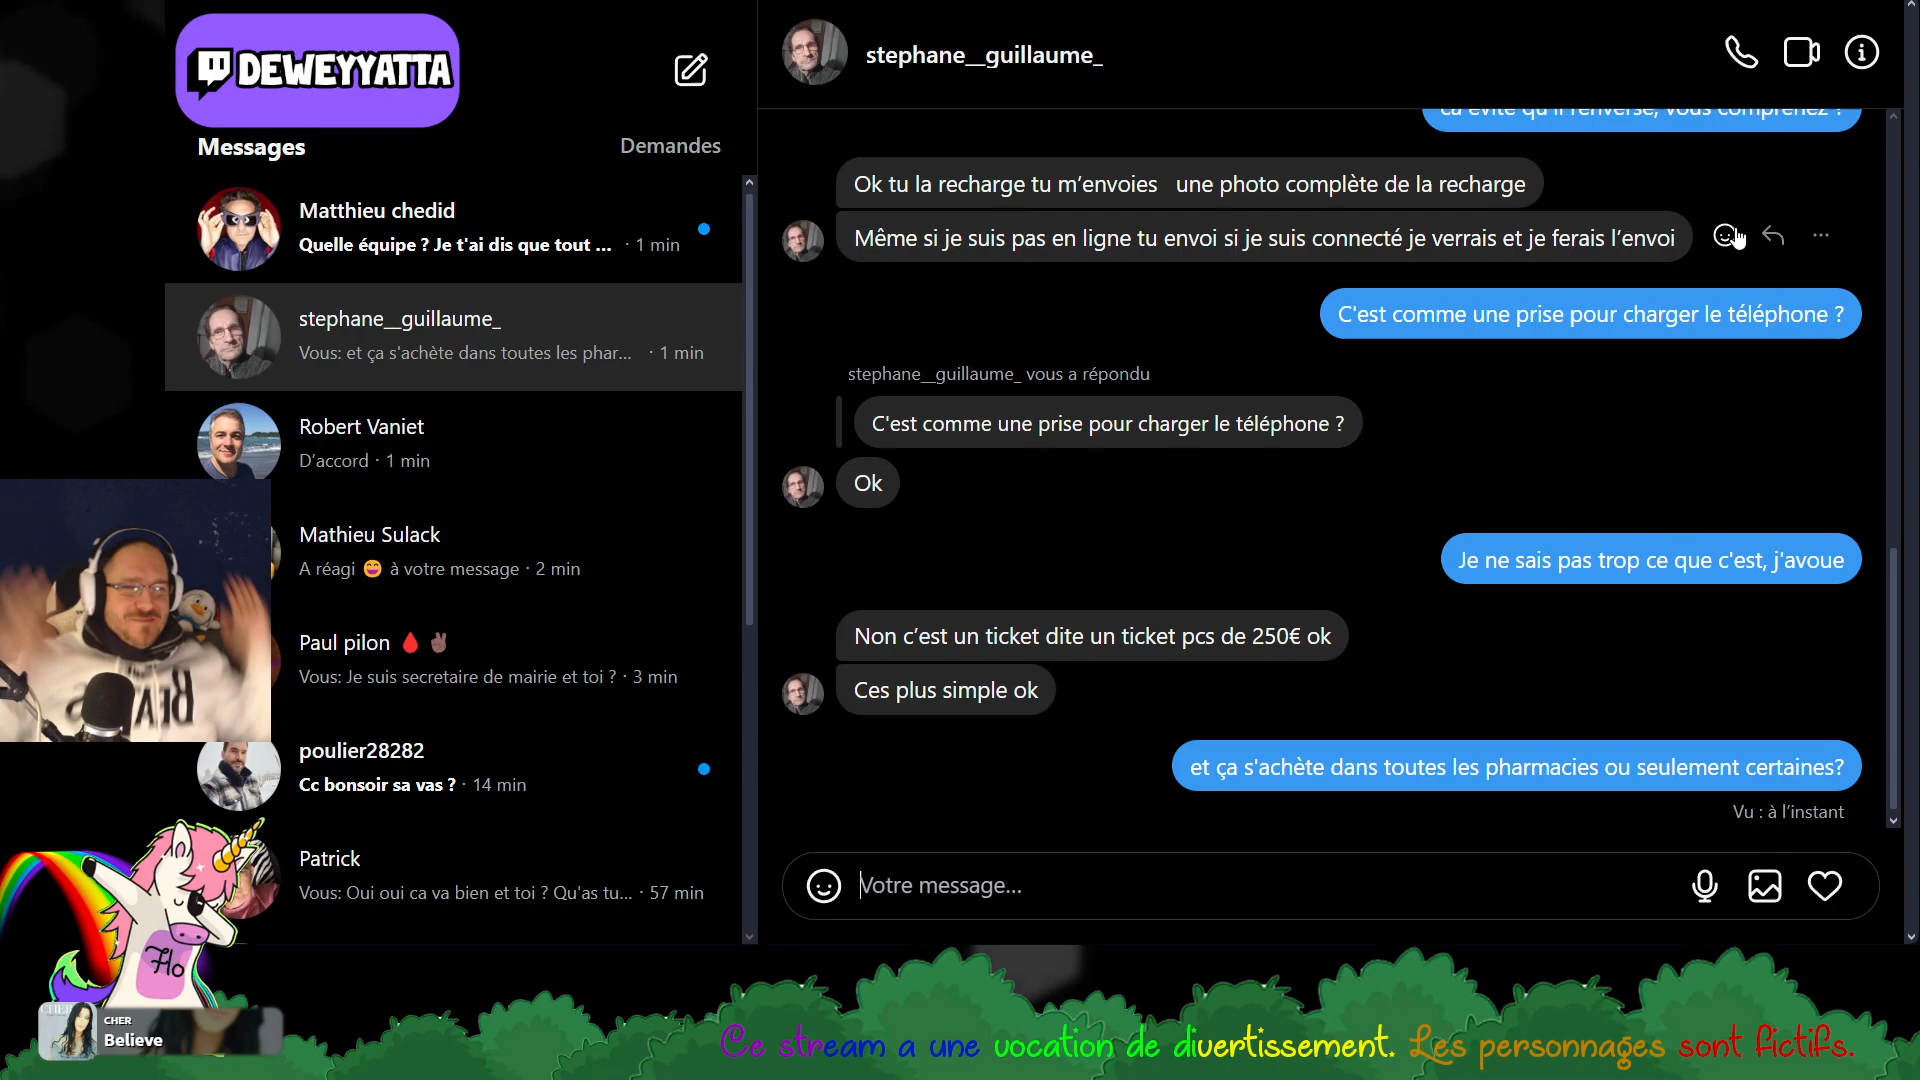 DEWEYYATTA
Messages
Demandes
Matthieu chedid
Quelle équipe ? Je t'ai dis que tout ... · 1 min
stephane__guillaume_
Vous: et ça s'achète dans toutes les phar... · 1 min
Robert Vaniet
D'accord · 1 min
Mathieu Sulack
A réagi 😄 à votre message · 2 min
Paul pilon 🩸 ✌🏿
Vous: Je suis secretaire de mairie et toi ? · 3 min
poulier28282
Cc bonsoir sa vas ? · 14 min
Patrick
Vous: Oui oui ca va bien et toi ? Qu'as tu... · 57 min
stephane__guillaume_
ca évite qu'il renverse, vous comprenez ?
Ok tu la recharge tu m'envoies une photo complète de la recharge
Même si je suis pas en ligne tu envoi si je suis connecté je verrais et je ferais l'envoi
C'est comme une prise pour charger le téléphone ?
stephane__guillaume_ vous a répondu
C'est comme une prise pour charger le téléphone ?
Ok
Je ne sais pas trop ce que c'est, j'avoue
Non c'est un ticket dite un ticket pcs de 250€ ok
Ces plus simple ok
et ça s'achète dans toutes les pharmacies ou seulement certaines?
Vu : à l'instant
Votre message...
Flo
CHER
CHER
Believe
Ce stream a une vocation de divertissement. Les personnages sont fictifs.